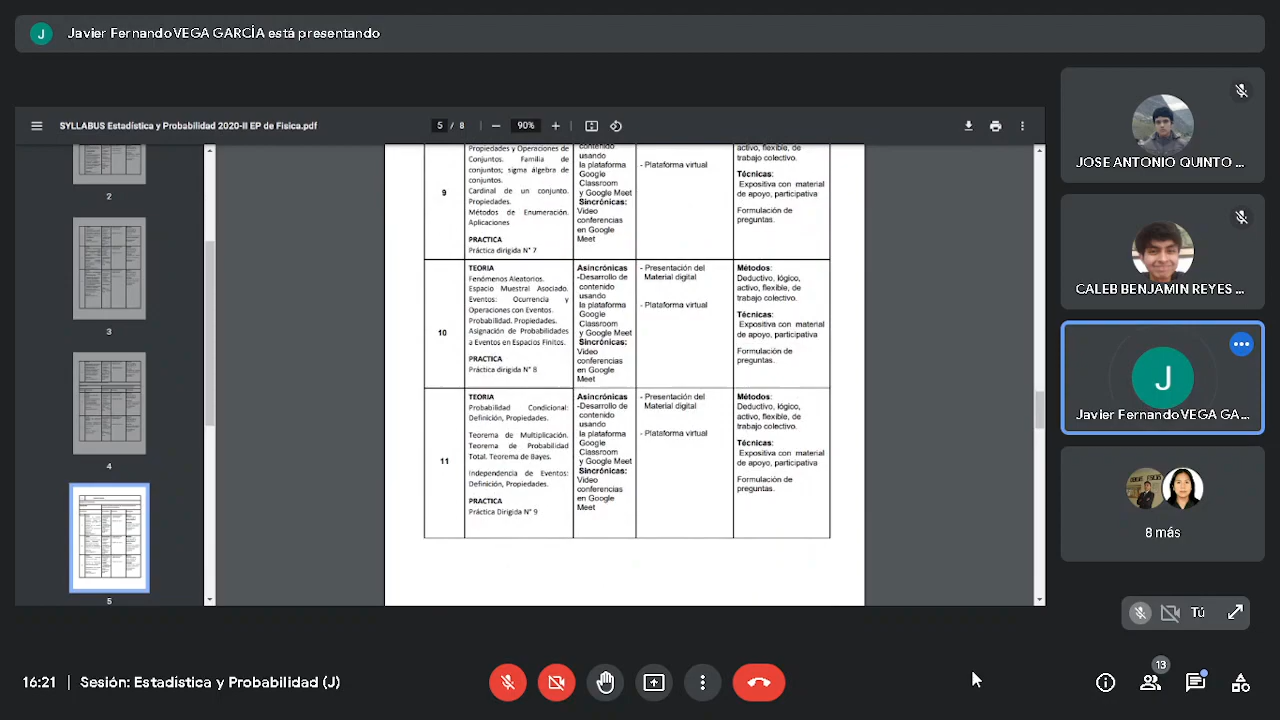 Javier Fernando VEGA GARCÍA está presentando
J
SYLLABUS Estadística y Probabilidad 2020-II EP de Fisica.pdf
5 / 8
90%
2
3
4
5
9
Propiedades y Operaciones de
Conjuntos. Familia de
conjuntos; sigma álgebra de
conjuntos.
Cardinal de un conjunto.
Propiedades.
Métodos de Enumeración.
Aplicaciones
PRACTICA
Práctica dirigida N° 7
contenido
usando
la plataforma
Google
Classroom
y Google Meet
Sincrónicas:
Video
conferencias
en Google
Meet
- Plataforma virtual
activo, flexible, de
trabajo colectivo.
Técnicas:
Expositiva con material
de apoyo, participativa
Formulación de
preguntas.
10
TEORIA
Fenómenos Aleatorios.
Espacio Muestral Asociado.
Eventos: Ocurrencia y
Operaciones con Eventos.
Probabilidad. Propiedades.
Asignación de Probabilidades
a Eventos en Espacios Finitos.
PRACTICA
Práctica dirigida N° 8
Asincrónicas
-Desarrollo de
contenido
usando
la plataforma
Google
Classroom
y Google Meet
Sincrónicas:
Video
conferencias
en Google
Meet
- Presentación del
Material digital
- Plataforma virtual
Métodos:
Deductivo, lógico,
activo, flexible, de
trabajo colectivo.
Técnicas:
Expositiva con material
de apoyo, participativa
Formulación de
preguntas.
11
TEORIA
Probabilidad Condicional:
Definición, Propiedades.
Teorema de Multiplicación.
Teorema de Probabilidad
Total. Teorema de Bayes.
Independencia de Eventos:
Definición, Propiedades.
PRACTICA
Práctica Dirigida N° 9
Asincrónicas
-Desarrollo de
contenido
usando
la plataforma
Google
Classroom
y Google Meet
Sincrónicas:
Video
conferencias
en Google
Meet
- Presentación del
Material digital
- Plataforma virtual
Métodos:
Deductivo, lógico,
activo, flexible, de
trabajo colectivo.
Técnicas:
Expositiva con material
de apoyo, participativa
Formulación de
preguntas.
JORGE ANTONIO QUINTO ...
CALEB BENJAMIN REYES ...
J
Javier Fernando VEGA GA...
8 más
Tú
16:21 | Sesión: Estadística y Probabilidad (J)
13